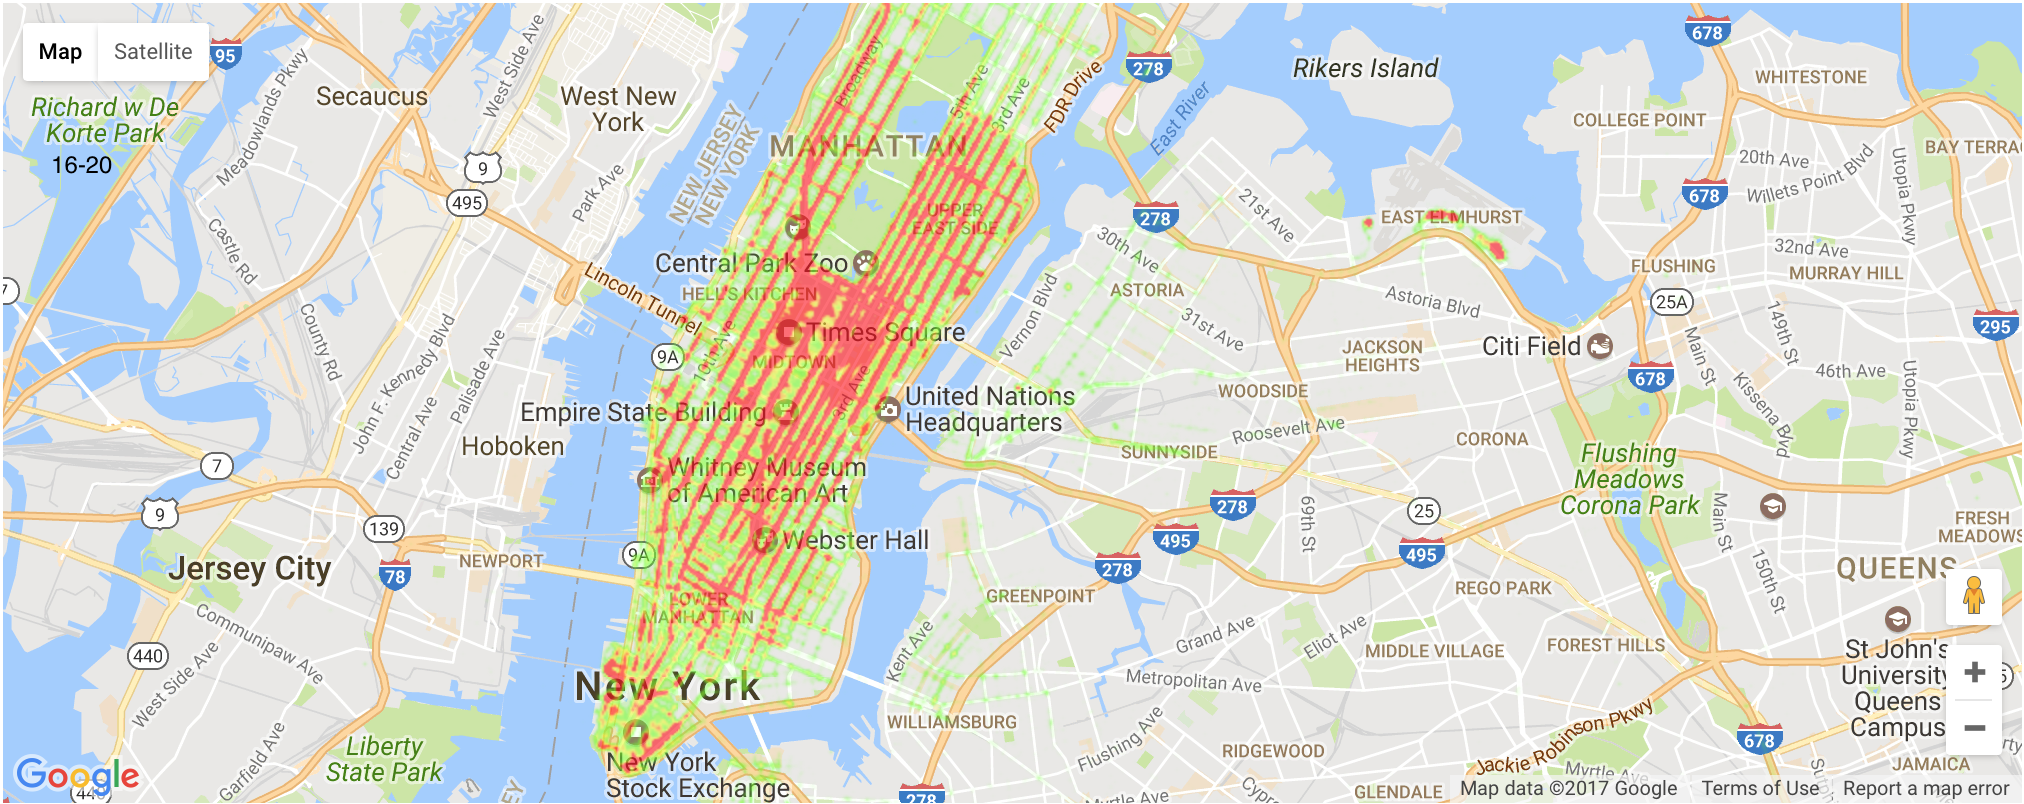 Map
Satellite
95
Richard w De
Korte Park
16-20
Meadowlands Pkwy
Secaucus
West Side Ave
West New
York
9
495
Park Ave
NEW JERSEY
NEW YORK
Castle Rd
County Rd
Lincoln Tunnel
John F. Kennedy Blvd
Palisade Ave
Central Ave
Hoboken
7
9
139
Jersey City
78
NEWPORT
Communipaw Ave
440
West Side Ave
Garfield Ave
Liberty
State Park
Google
Broadway
5th Ave
3rd Ave
FDR Drive
MANHATTAN
UPPER
EAST SIDE
Central Park Zoo
HELL'S KITCHEN
Times Square
MIDTOWN
10th Ave
9A
3rd Ave
Empire State Building
United Nations
Headquarters
Whitney Museum
of American Art
Webster Hall
9A
LOWER
MANHATTAN
New York
New York
Stock Exchange
278
East River
Rikers Island
678
WHITESTONE
COLLEGE POINT
20th Ave
Willets Point Blvd
Utopia Pkwy
BAY TERRAC
678
278
21st Ave
30th Ave
EAST ELMHURST
32nd Ave
FLUSHING
MURRAY HILL
ASTORIA
Astoria Blvd
25A
Vernon Blvd
31st Ave
149th St
295
Main St
JACKSON
HEIGHTS
Citi Field
WOODSIDE
678
46th Ave
Kissena Blvd
Utopia Pkwy
Roosevelt Ave
CORONA
SUNNYSIDE
Flushing
Meadows
Corona Park
278
69th St
25
Main St
FRESH
MEADOWS
495
495
278
150th St
QUEENS
REGO PARK
GREENPOINT
Grand Ave
Eliot Ave
MIDDLE VILLAGE
FOREST HILLS
Kent Ave
Metropolitan Ave
St John's
University
Queens
Campus
WILLIAMSBURG
Flushing Ave
RIDGEWOOD
Jackie Robinson Pkwy
678
JAMAICA
Myrtle Ave
Myrtle Ave
GLENDALE
278
Map data ©2017 Google
Terms of Use
Report a map error